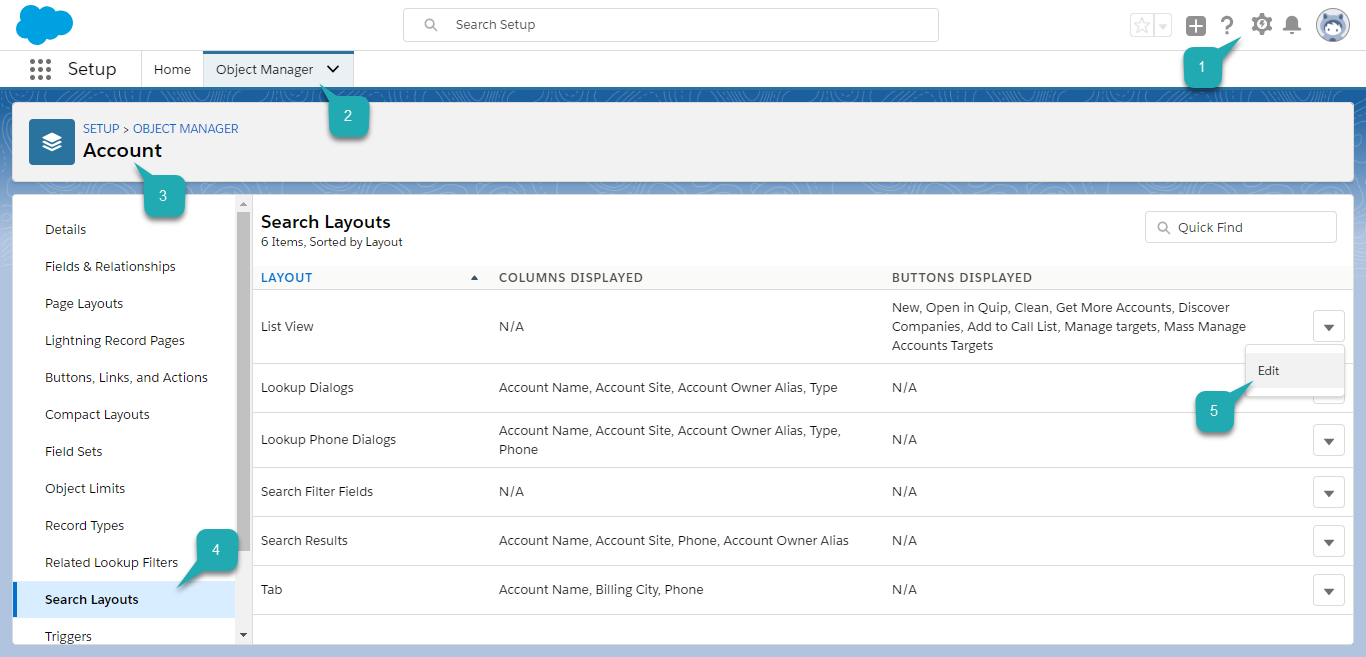 Search Setup
1
Setup
Home
Object Manager
2
SETUP > OBJECT MANAGER
Account
3
Details
Fields & Relationships
Page Layouts
Lightning Record Pages
Buttons, Links, and Actions
Compact Layouts
Field Sets
Object Limits
Record Types
Related Lookup Filters
4
Search Layouts
Triggers
Search Layouts
6 Items, Sorted by Layout
Quick Find
LAYOUT COLUMNS DISPLAYED BUTTONS DISPLAYED
List View
N/A
New, Open in Quip, Clean, Get More Accounts, Discover
Companies, Add to Call List, Manage targets, Mass Manage
Accounts Targets
Edit
5
Lookup Dialogs
Account Name, Account Site, Account Owner Alias, Type
N/A
Lookup Phone Dialogs
Account Name, Account Site, Account Owner Alias, Type,
Phone
N/A
Search Filter Fields
N/A
N/A
Search Results
Account Name, Account Site, Phone, Account Owner Alias
N/A
Tab
Account Name, Billing City, Phone
N/A